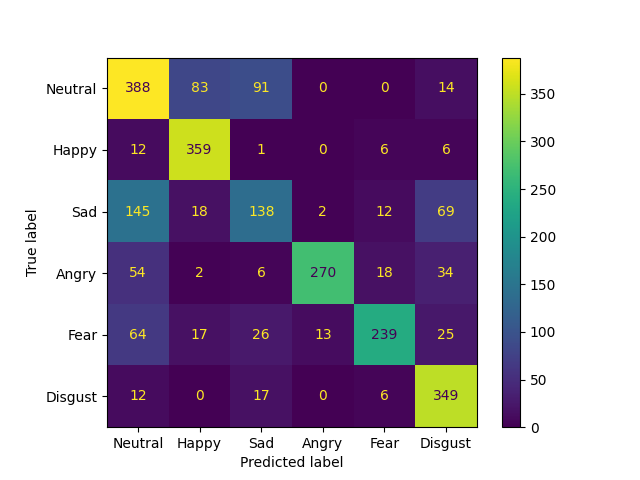 Neutral 388 83 91 0 0 14
Happy 12 359 1 0 6 6
Sad 145 18 138 2 12 69
Angry 54 2 6 270 18 34
Fear 64 17 26 13 239 25
Disgust 12 0 17 0 6 349
Neutral Happy Sad Angry Fear Disgust
Predicted label
True label
350
300
250
200
150
100
50
0